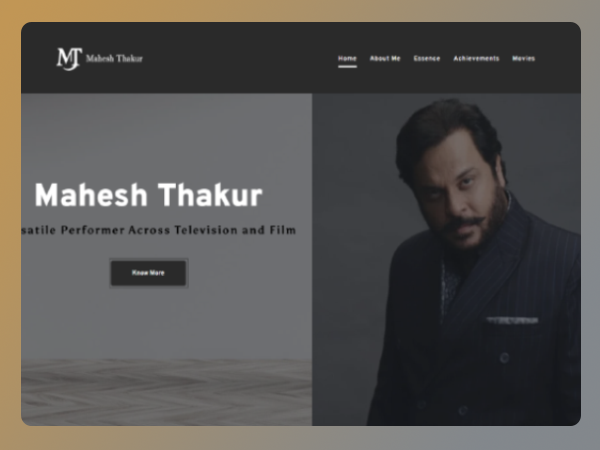 MT Mahesh Thakur
Home About Me Essence Achievements Movies
Mahesh Thakur
satile Performer Across Television and Film
Know More